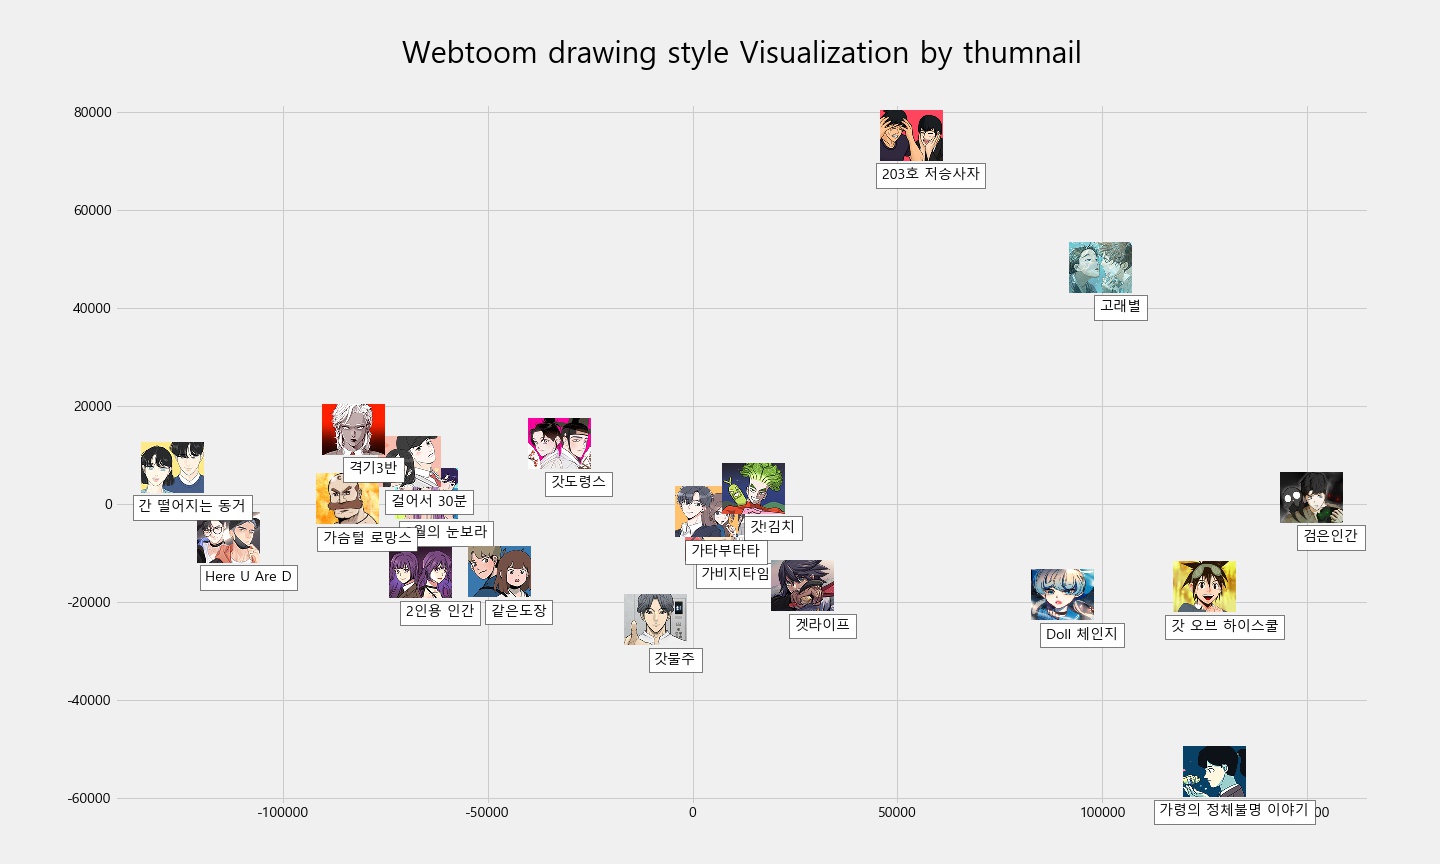 Webtoom drawing style Visualization by thumnail
80000
203호 저승사자
60000
고래별
40000
20000
격기3반
갓도령스
걸어서 30분
간 떨어지는 동거
0
갓!김치
월의 눈보라
가슴털 로망스
검은인간
가타부타타
가비지타임
Here U Are D
-20000
2인용 인간
같은도장
겟라이프
갓 오브 하이스쿨
Doll 체인지
갓물주
-40000
-60000
가령의 정체불명 이야기
-100000
-50000
0
50000
100000